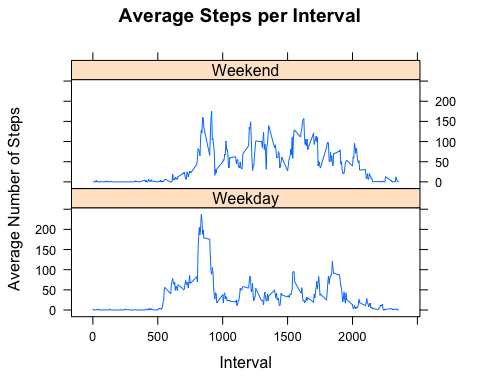 Average Steps per Interval
Weekend
200
150
100
50
0
Weekday
200
150
100
50
0
Average Number of Steps
0 500 1000 1500 2000
Interval